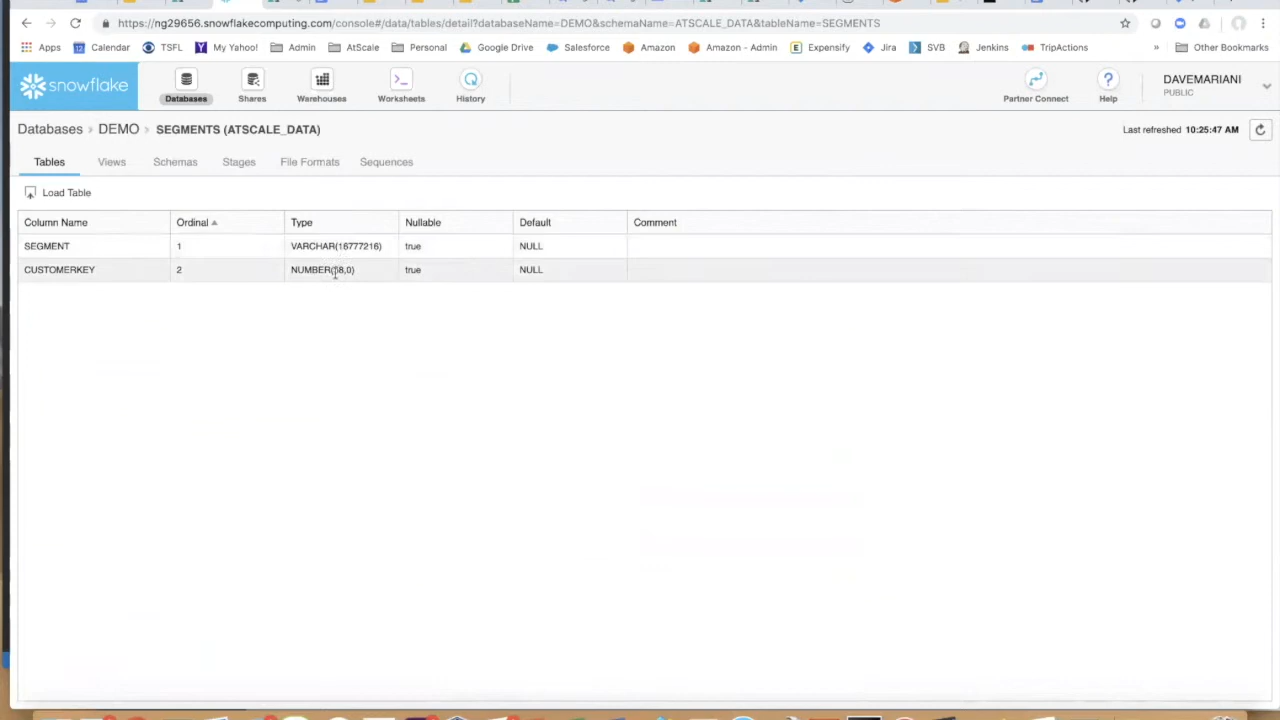 https://ng29656.snowflakecomputing.com/console#/data/tables/detail?databaseName=DEMO&schemaName=ATSCALE_DATA&tableName=SEGMENTS
Apps Calendar TSFL My Yahoo! Admin AtScale Personal Google Drive Salesforce Amazon Amazon - Admin Expensify Jira SVB Jenkins TripActions » Other Bookmarks
snowflake Databases Shares Warehouses Worksheets History Partner Connect Help DAVEMARIANI
PUBLIC
Databases › DEMO › SEGMENTS (ATSCALE_DATA) Last refreshed 10:25:47 AM
Tables Views Schemas Stages File Formats Sequences
Load Table
Column Name Ordinal Type Nullable Default Comment
SEGMENT 1 VARCHAR(16777216) true NULL
CUSTOMERKEY 2 true NULL